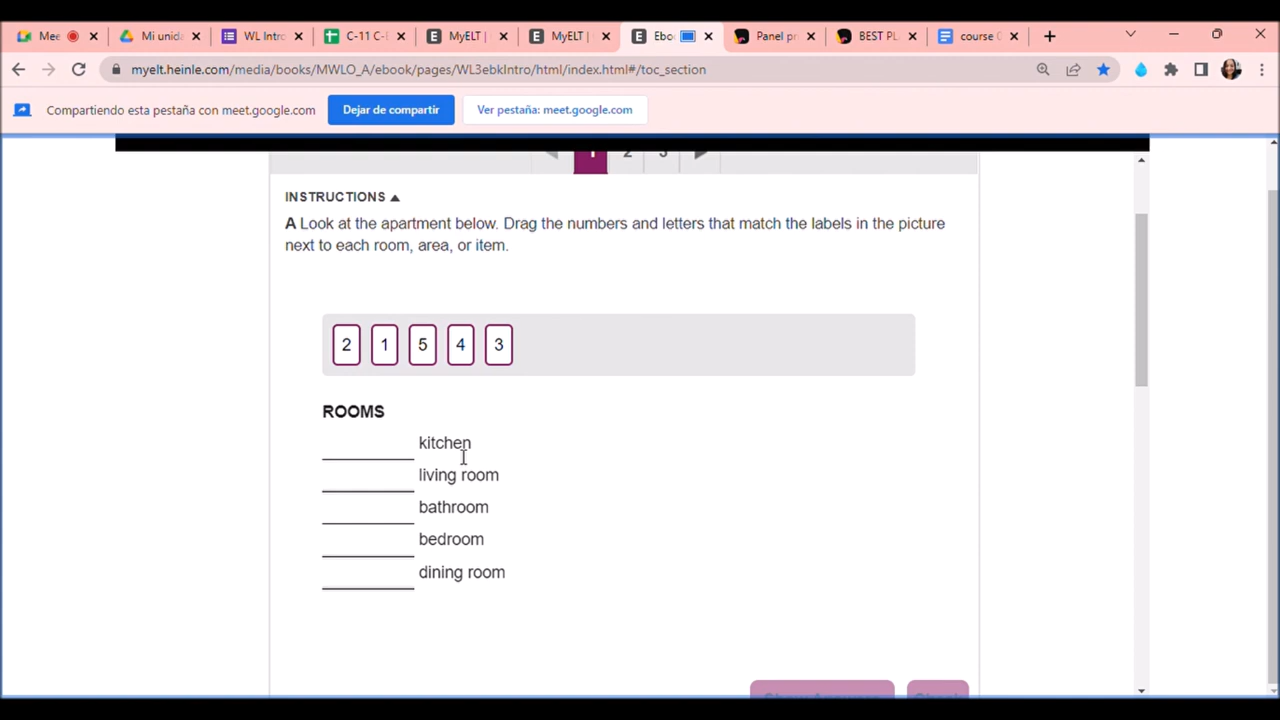 Mee Mi unida WL Intro C-11 C-E MyELT | MyELT | Eboo Panel pr BEST PL course 0
myelt.heinle.com/media/books/MWLO_A/ebook/pages/WL3ebkIntro/html/index.html#/toc_section
Compartiendo esta pestaña con meet.google.com Dejar de compartir Ver pestaña: meet.google.com
1 2 3
INSTRUCTIONS
A Look at the apartment below. Drag the numbers and letters that match the labels in the picture
next to each room, area, or item.
2 1 5 4 3
ROOMS
kitchen
living room
bathroom
bedroom
dining room